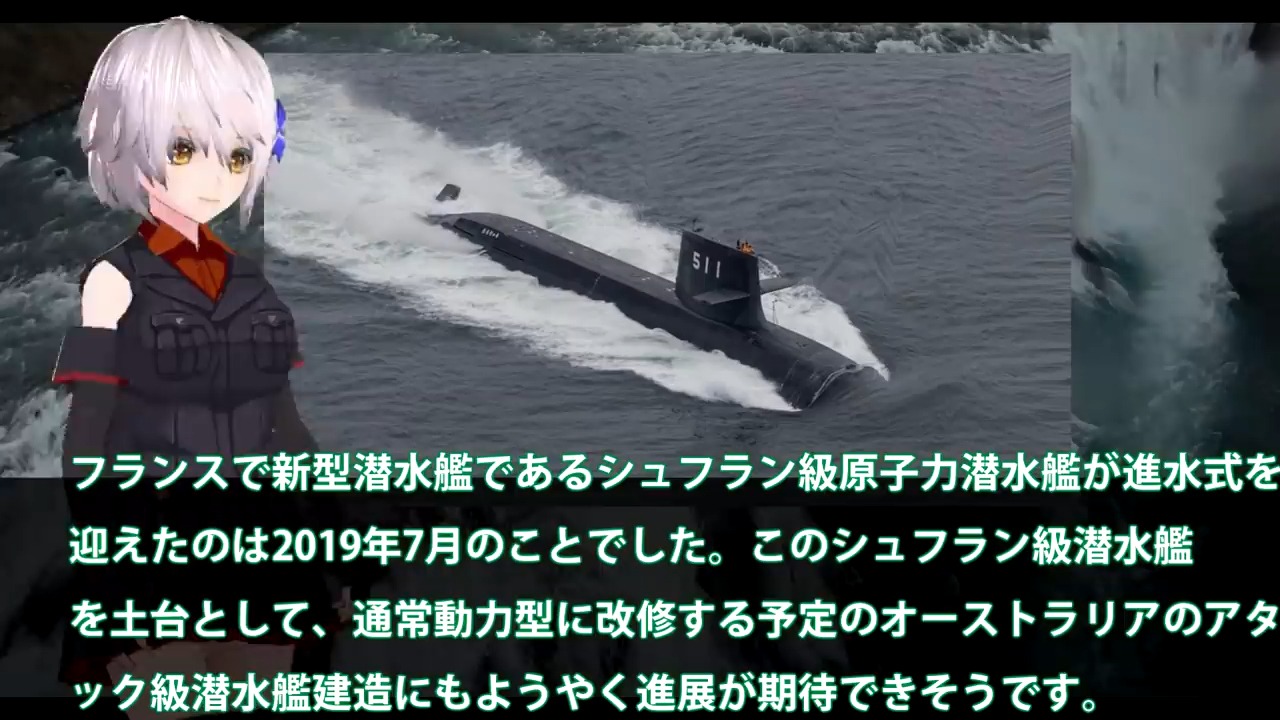 511
フランスで新型潜水艦であるシュフラン級原子力潜水艦が進水式を
迎えたのは2019年7月のことでした。このシュフラン級潜水艦
を土台として、通常動力型に改修する予定のオーストラリアのアタ
ック級潜水艦建造にもようやく進展が期待できそうです。